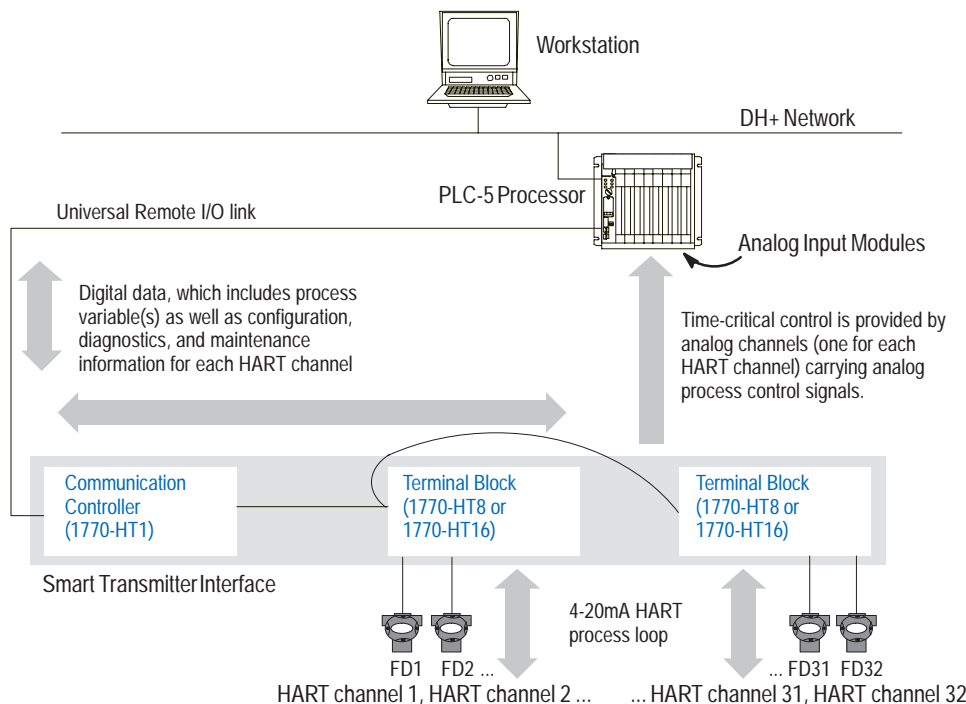 Workstation
DH+ Network
PLC-5 Processor
Universal Remote I/O link
Analog Input Modules
Digital data, which includes process
variable(s) as well as configuration,
diagnostics, and maintenance
information for each HART channel
Time-critical control is provided by
analog channels (one for each
HART channel) carrying analog
process control signals.
Communication
Controller
(1770-HT1)
Terminal Block
(1770-HT8 or
1770-HT16)
Terminal Block
(1770-HT8 or
1770-HT16)
Smart Transmitter Interface
4-20mA HART
process loop
FD1 FD2 ...
... FD31 FD32
HART channel 1, HART channel 2 ...
... HART channel 31, HART channel 32